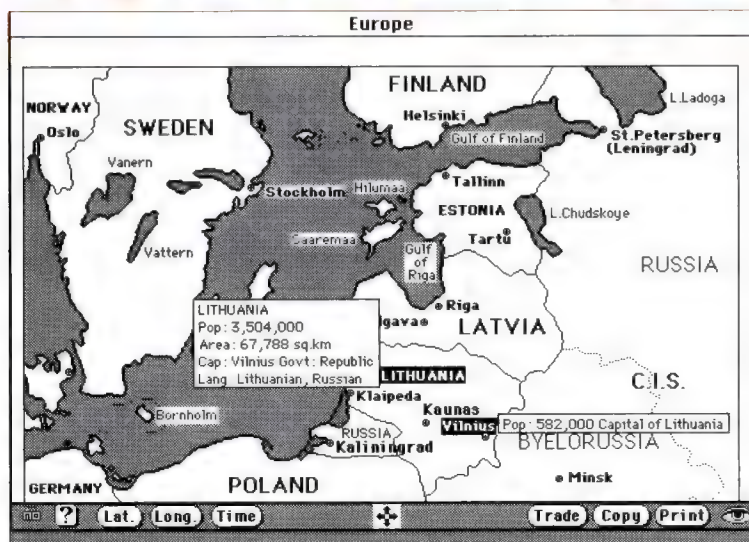 Europe
FINLAND
L.Ladoga
NORWAY
Oslo
SWEDEN
Helsinki
Gulf of Finland
St.Petersberg
(Leningrad)
Vanern
Stockholm
Hiiumaa
Tallinn
ESTONIA
L.Chudskoye
Vattern
Saaremaa
Tartu
Gulf
of
Riga
RUSSIA
LITHUANIA
Pop: 3,504,000
Area: 67,788 sq.km
Cap: Vilnius Govt: Republic
Lang: Lithuanian, Russian
Riga
lgava
LATVIA
LITHUANIA
C.I.S.
Klaipeda
Bornholm
Kaunas
Vilnius
Pop: 582,000 Capital of Lithuania
RUSSIA
Kaliningrad
BYELORUSSIA
GERMANY
POLAND
Minsk
? Lat. Long. Time Trade Copy Print